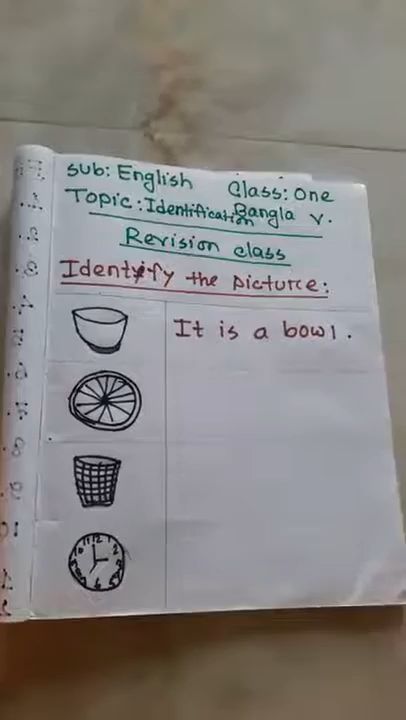 Sub: English Class: One
Topic: Identification Bangla v.
Revision class
Identify the picture:
It is a bowl.